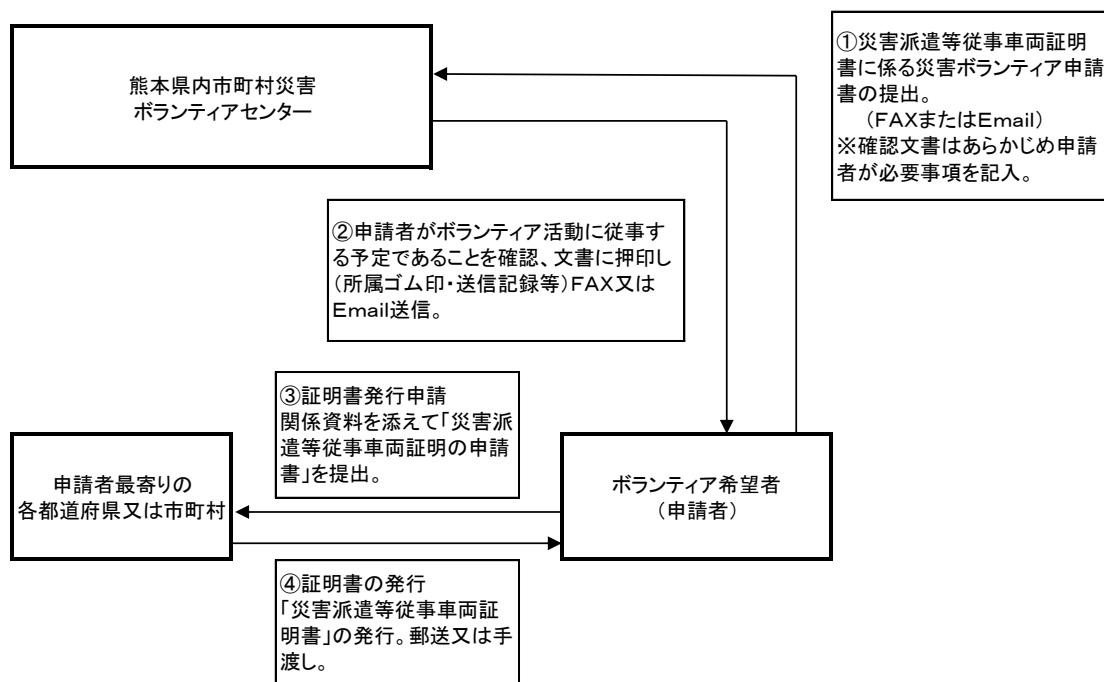 熊本県内市町村災害
ボランティアセンター
①災害派遣等従事車両証明
書に係る災害ボランティア申請
書の提出。
（FAXまたはEmail）
※確認文書はあらかじめ申請
者が必要事項を記入。
②申請者がボランティア活動に従事す
る予定であることを確認、文書に押印し
（所属ゴム印・送信記録等）FAX又は
Email送信。
③証明書発行申請
関係資料を添えて「災害派
遣等従事車両証明の申請
書」を提出。
申請者最寄りの
各都道府県又は市町村
ボランティア希望者
（申請者）
④証明書の発行
「災害派遣等従事車両証
明書」の発行。郵送又は手
渡し。